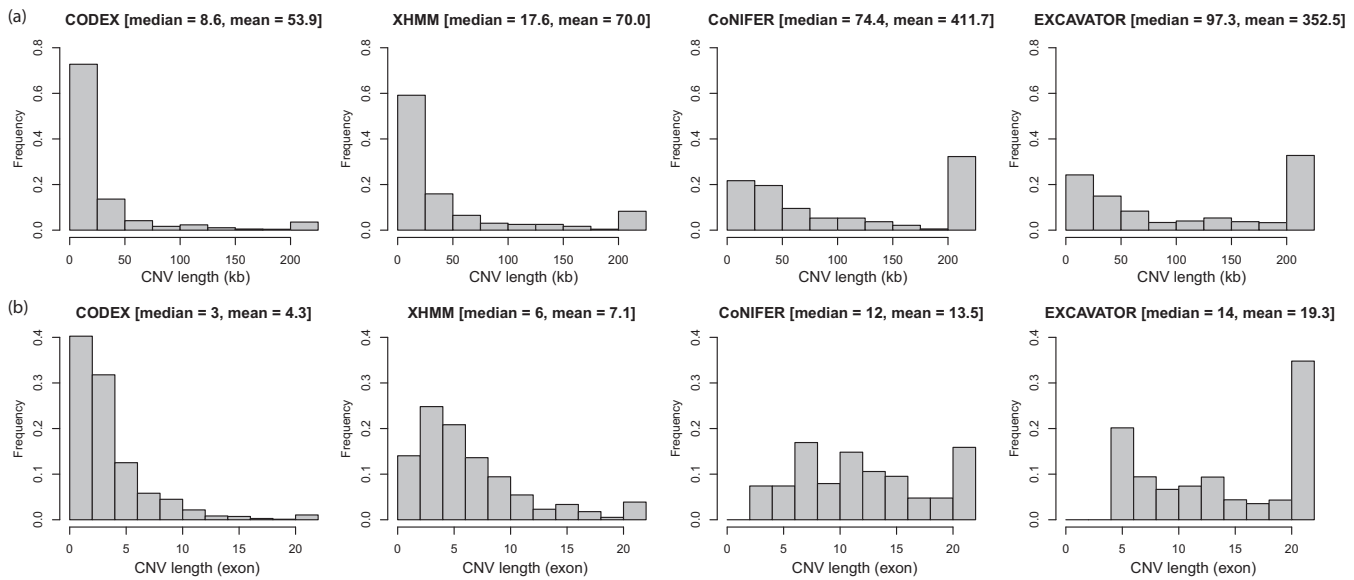 (a)
CODEX [median = 8.6, mean = 53.9]
XHMM [median = 17.6, mean = 70.0]
CoNIFER [median = 74.4, mean = 411.7]
EXCAVATOR [median = 97.3, mean = 352.5]
Frequency
0.0 0.2 0.4 0.6 0.8
0 50 100 150 200
CNV length (kb)
Frequency
0.0 0.2 0.4 0.6 0.8
0 50 100 150 200
CNV length (kb)
Frequency
0.0 0.2 0.4 0.6 0.8
0 50 100 150 200
CNV length (kb)
Frequency
0.0 0.2 0.4 0.6 0.8
0 50 100 150 200
CNV length (kb)
(b)
CODEX [median = 3, mean = 4.3]
XHMM [median = 6, mean = 7.1]
CoNIFER [median = 12, mean = 13.5]
EXCAVATOR [median = 14, mean = 19.3]
Frequency
0.0 0.1 0.2 0.3 0.4
0 5 10 15 20
CNV length (exon)
Frequency
0.0 0.1 0.2 0.3 0.4
0 5 10 15 20
CNV length (exon)
Frequency
0.0 0.1 0.2 0.3 0.4
0 5 10 15 20
CNV length (exon)
Frequency
0.0 0.1 0.2 0.3 0.4
0 5 10 15 20
CNV length (exon)